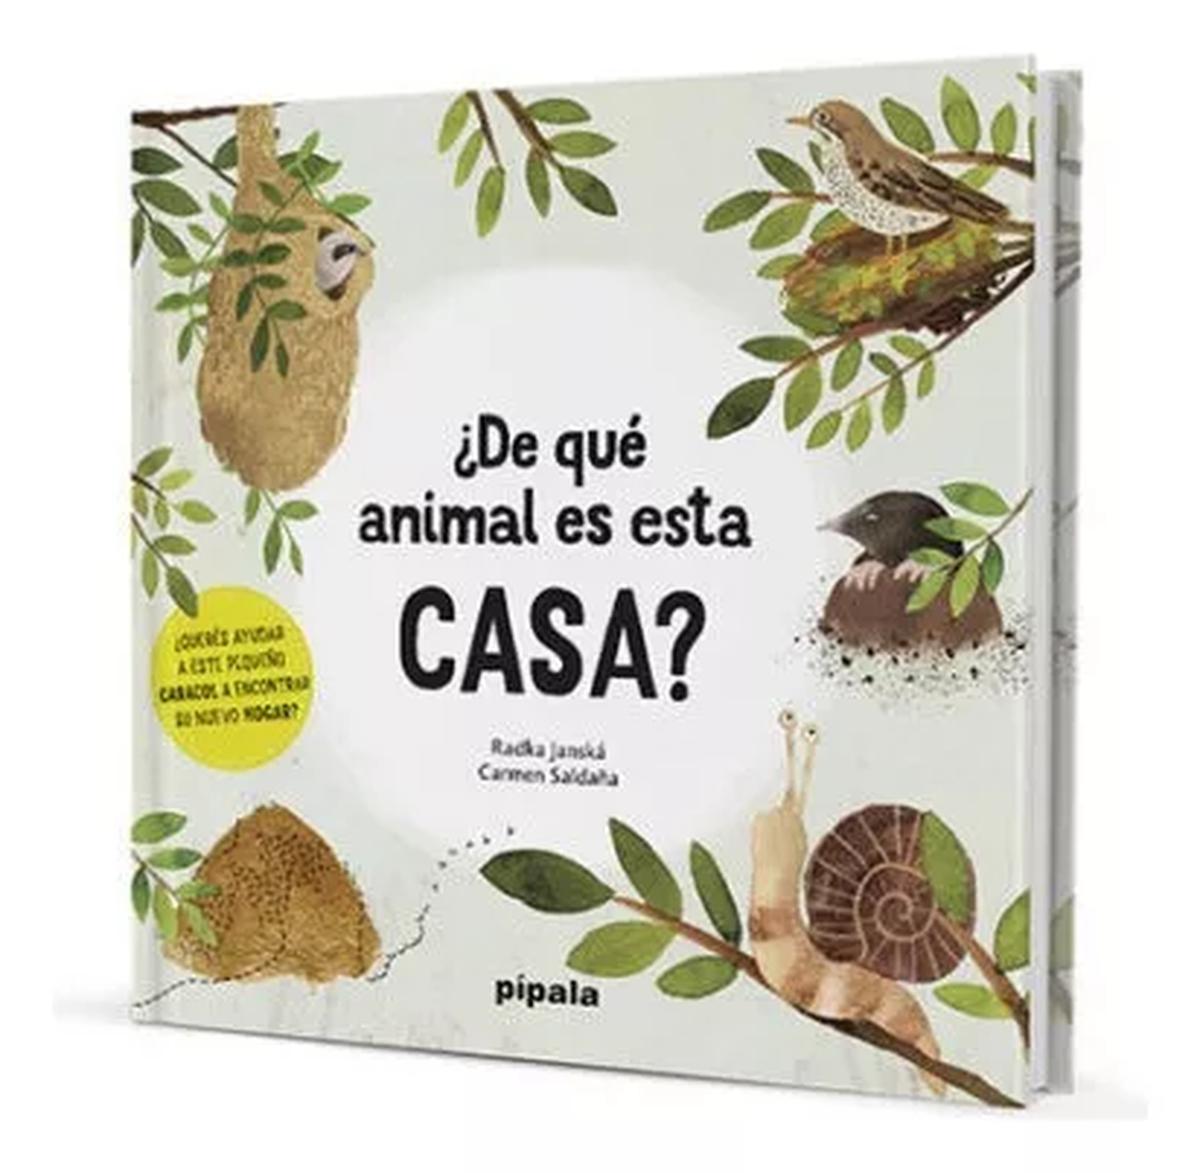 ¿De qué
animal es esta
CASA?
¿QUERÉS AYUDAR
A ESTE PEQUEÑO
CARACOL A ENCONTRAR
SU NUEVO HOGAR?
Radka Janská
Carmen Saldaña
pípala